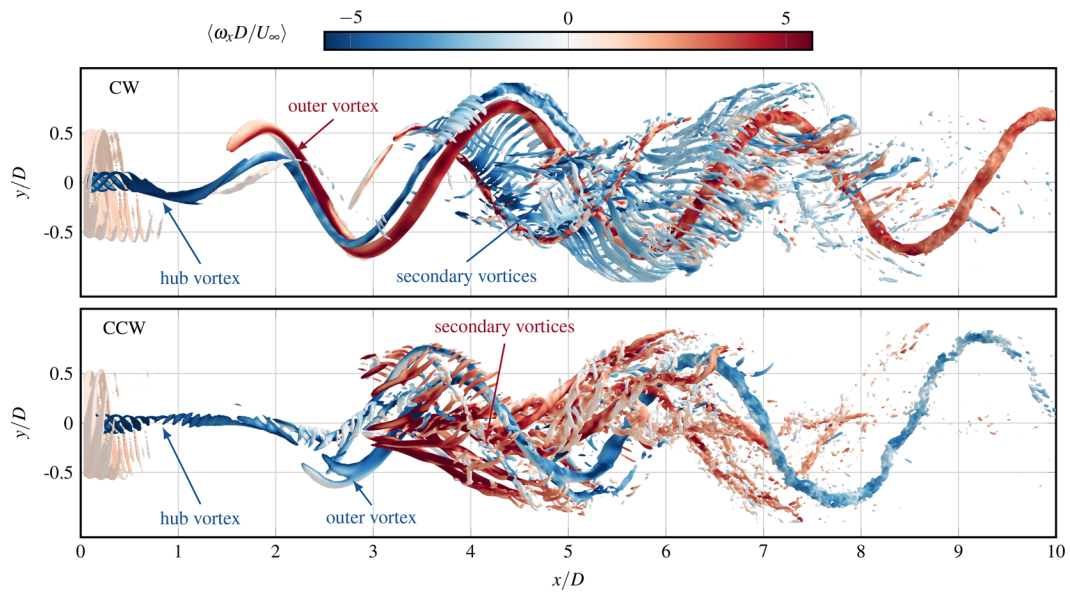 ⟨ω_x D/U_∞⟩
−5 0 5
CW
outer vortex
0.5
y/D
0
-0.5
hub vortex
secondary vortices
CCW
secondary vortices
0.5
y/D
0
-0.5
hub vortex
outer vortex
0 1 2 3 4 5 6 7 8 9 10
x/D